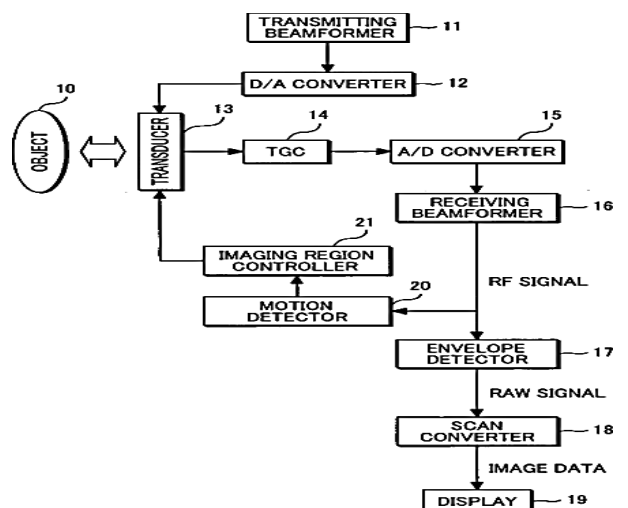 TRANSMITTING
BEAMFORMER
11
D/A CONVERTER
12
10
OBJECT
13
TRANSDUCER
14
TGC
15
A/D CONVERTER
RECEIVING
BEAMFORMER
16
21
IMAGING REGION
CONTROLLER
RF SIGNAL
20
MOTION
DETECTOR
ENVELOPE
DETECTOR
17
RAW SIGNAL
SCAN
CONVERTER
18
IMAGE DATA
DISPLAY
19